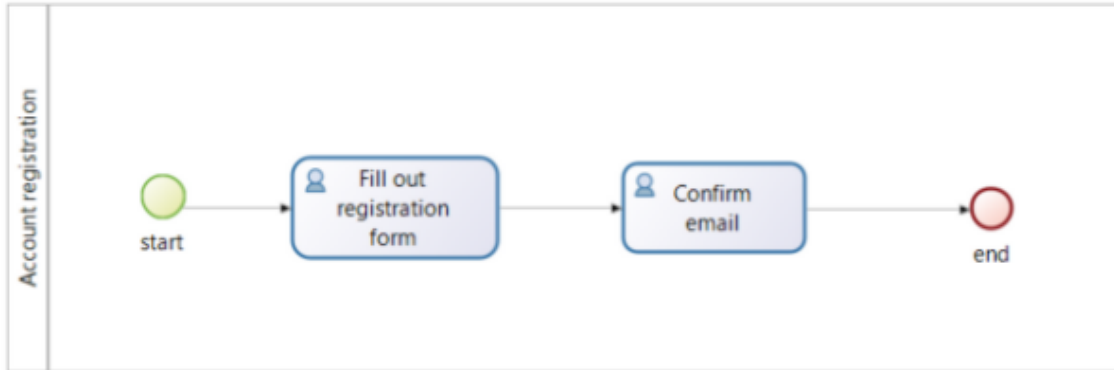 Account registration
start
Fill out
registration
form
Confirm
email
end